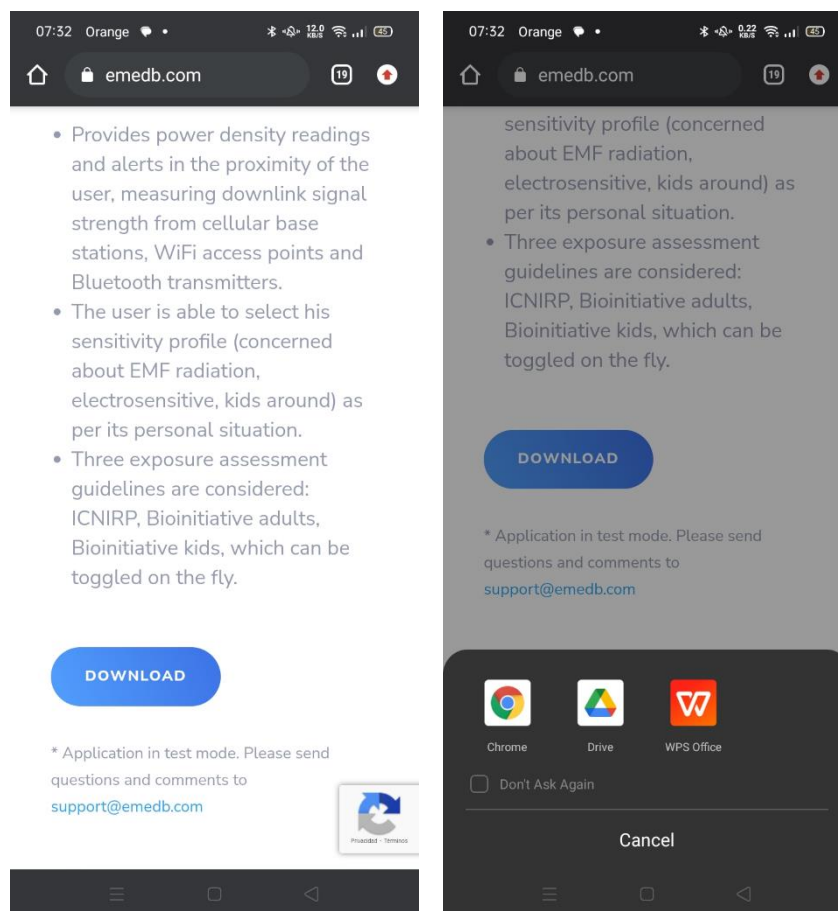 07:32 Orange 12.0 KB/S 45
emedb.com 19
• Provides power density readings
and alerts in the proximity of the
user, measuring downlink signal
strength from cellular base
stations, WiFi access points and
Bluetooth transmitters.
• The user is able to select his
sensitivity profile (concerned
about EMF radiation,
electrosensitive, kids around) as
per its personal situation.
• Three exposure assessment
guidelines are considered:
ICNIRP, Bioinitiative adults,
Bioinitiative kids, which can be
toggled on the fly.
DOWNLOAD
* Application in test mode. Please send
questions and comments to
support@emedb.com
Privacidad - Términos
07:32 Orange 0.22 KB/S 45
emedb.com 19
sensitivity profile (concerned
about EMF radiation,
electrosensitive, kids around) as
per its personal situation.
• Three exposure assessment
guidelines are considered:
ICNIRP, Bioinitiative adults,
Bioinitiative kids, which can be
toggled on the fly.
DOWNLOAD
* Application in test mode. Please send
questions and comments to
support@emedb.com
Chrome Drive WPS Office
Don't Ask Again
Cancel